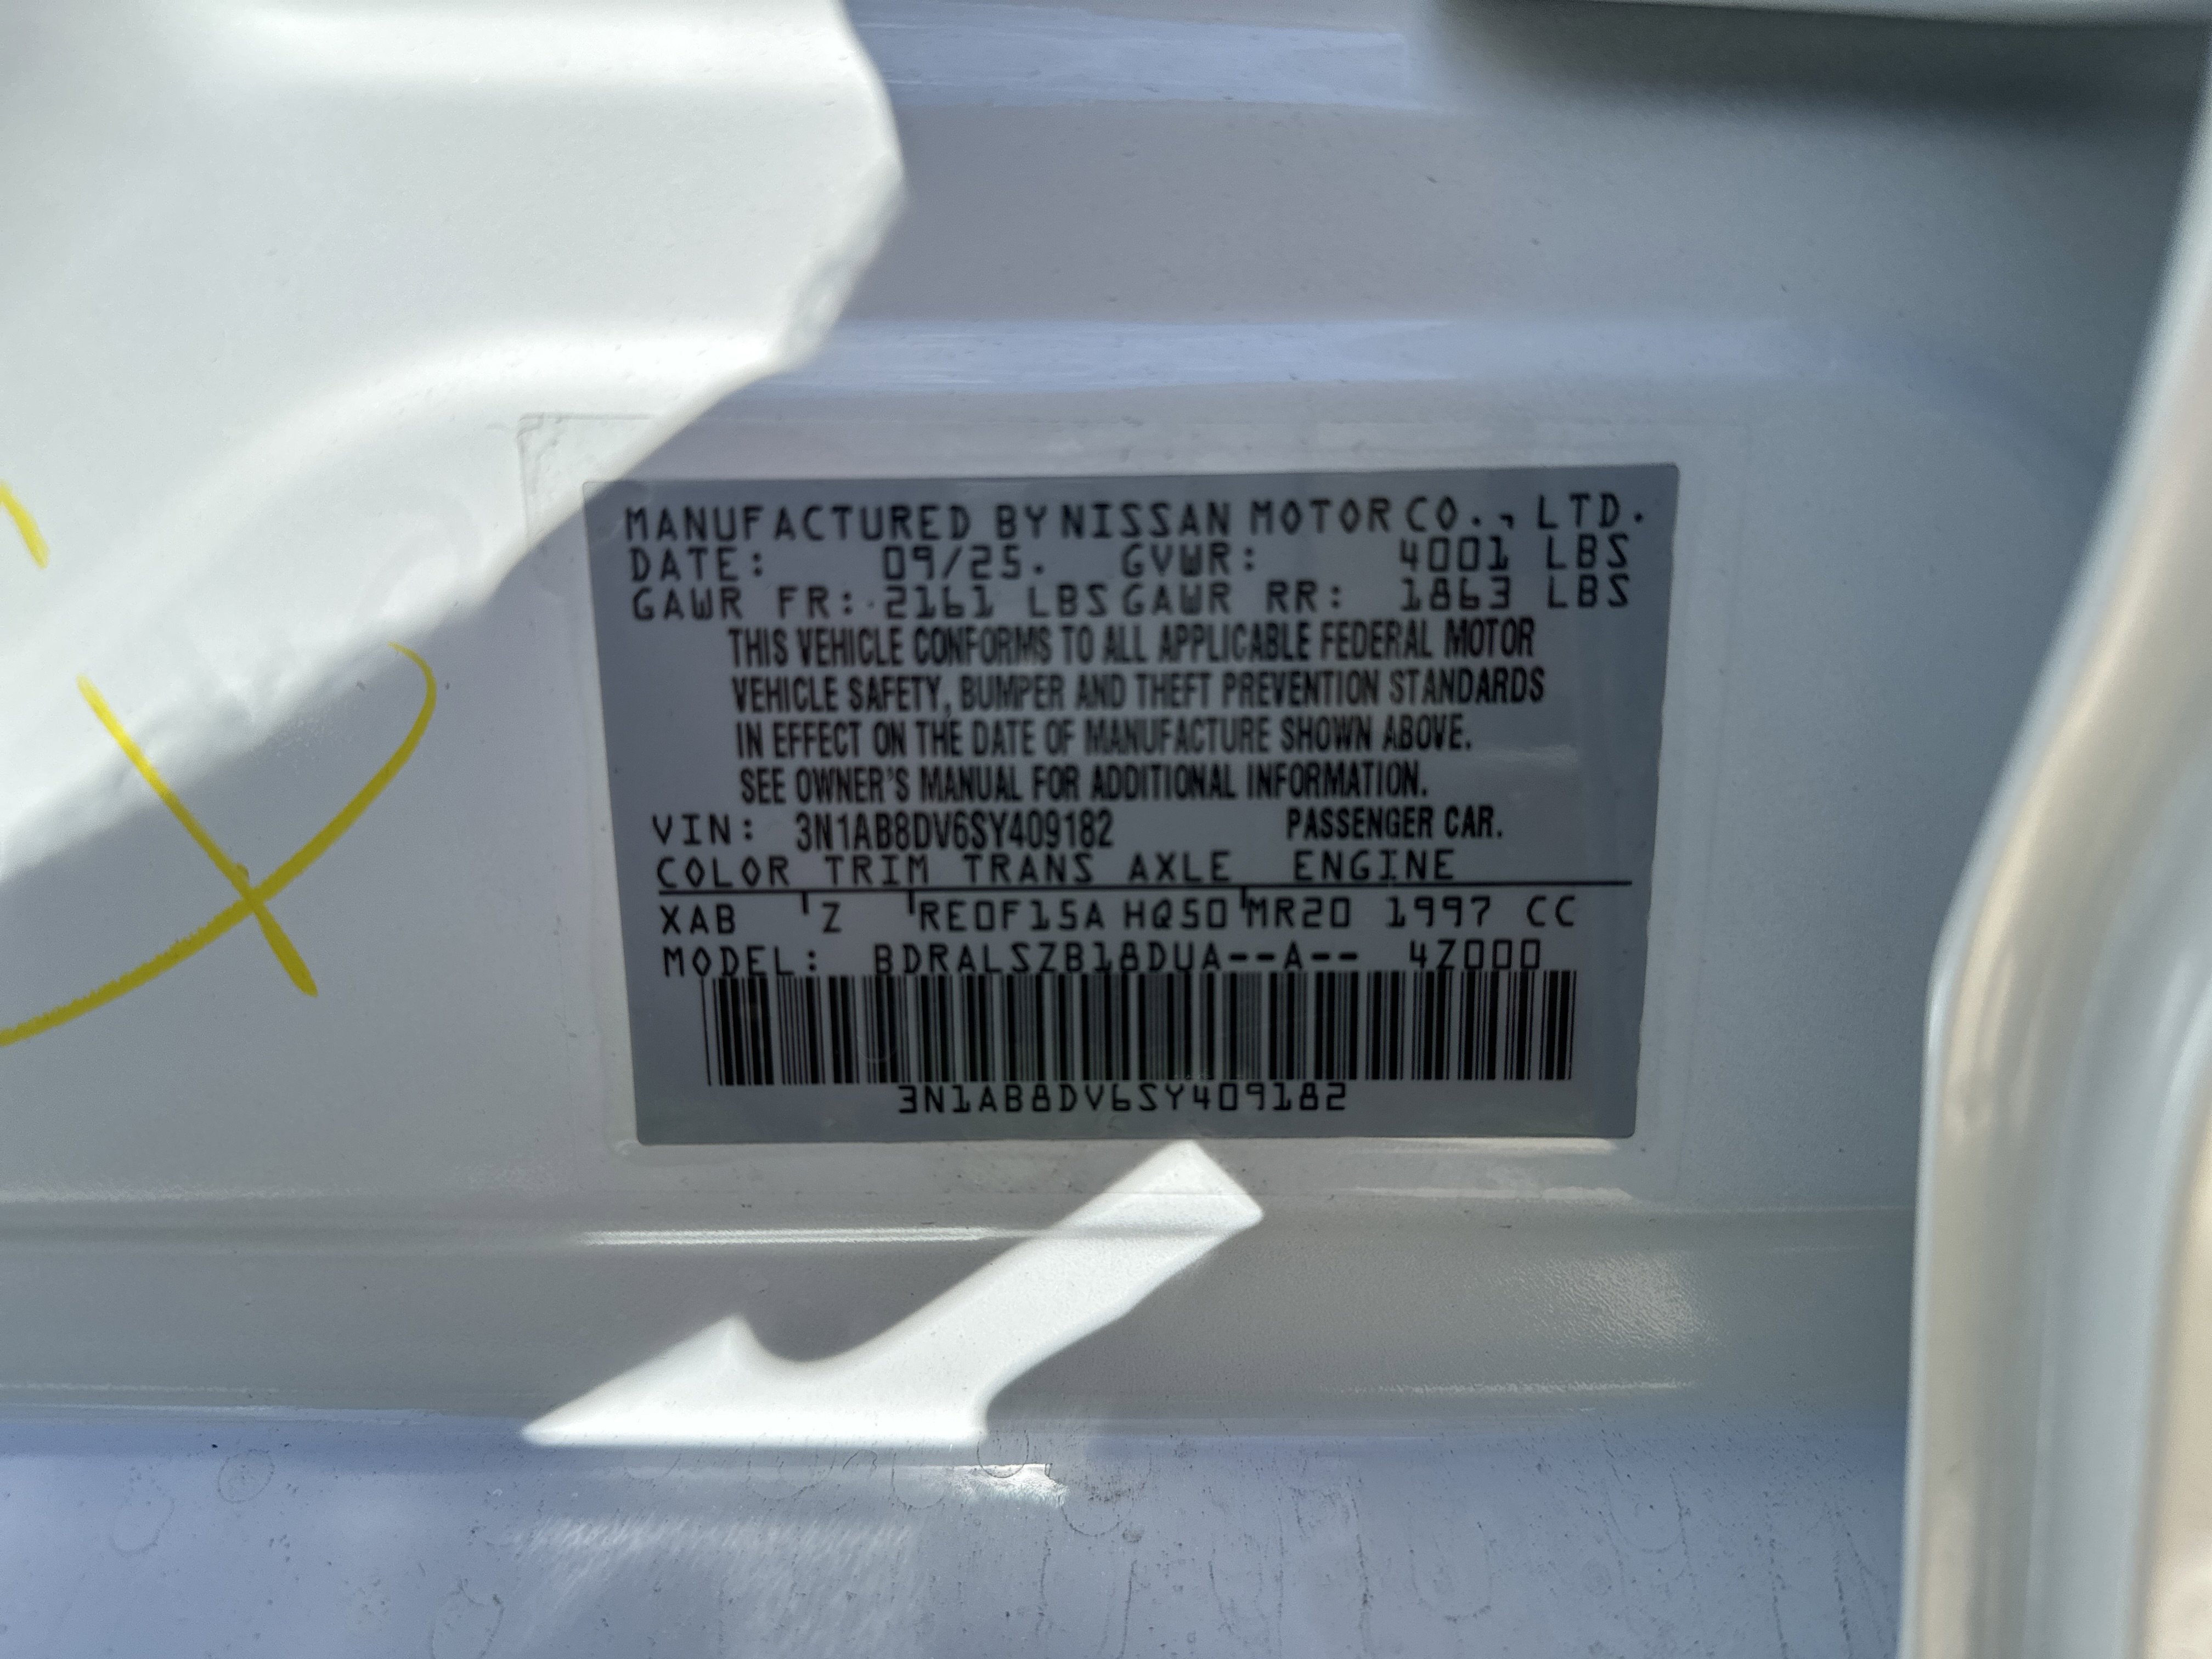 MANUFACTURED BY NISSAN MOTOR CO., LTD.
DATE: 09/25. GVWR: 4001 LBS
GAWR FR: 2161 LBS GAWR RR: 1863 LBS
THIS VEHICLE CONFORMS TO ALL APPLICABLE FEDERAL MOTOR
VEHICLE SAFETY, BUMPER AND THEFT PREVENTION STANDARDS
IN EFFECT ON THE DATE OF MANUFACTURE SHOWN ABOVE.
SEE OWNER'S MANUAL FOR ADDITIONAL INFORMATION.
VIN: 3N1AB8DV6SY409182 PASSENGER CAR.
COLOR TRIM TRANS AXLE ENGINE
XAB Z RE0F15A HQ50 MR20 1997 CC
MODEL: BDRALSZB18DUA--A-- 4Z000
3N1AB8DV6SY409182